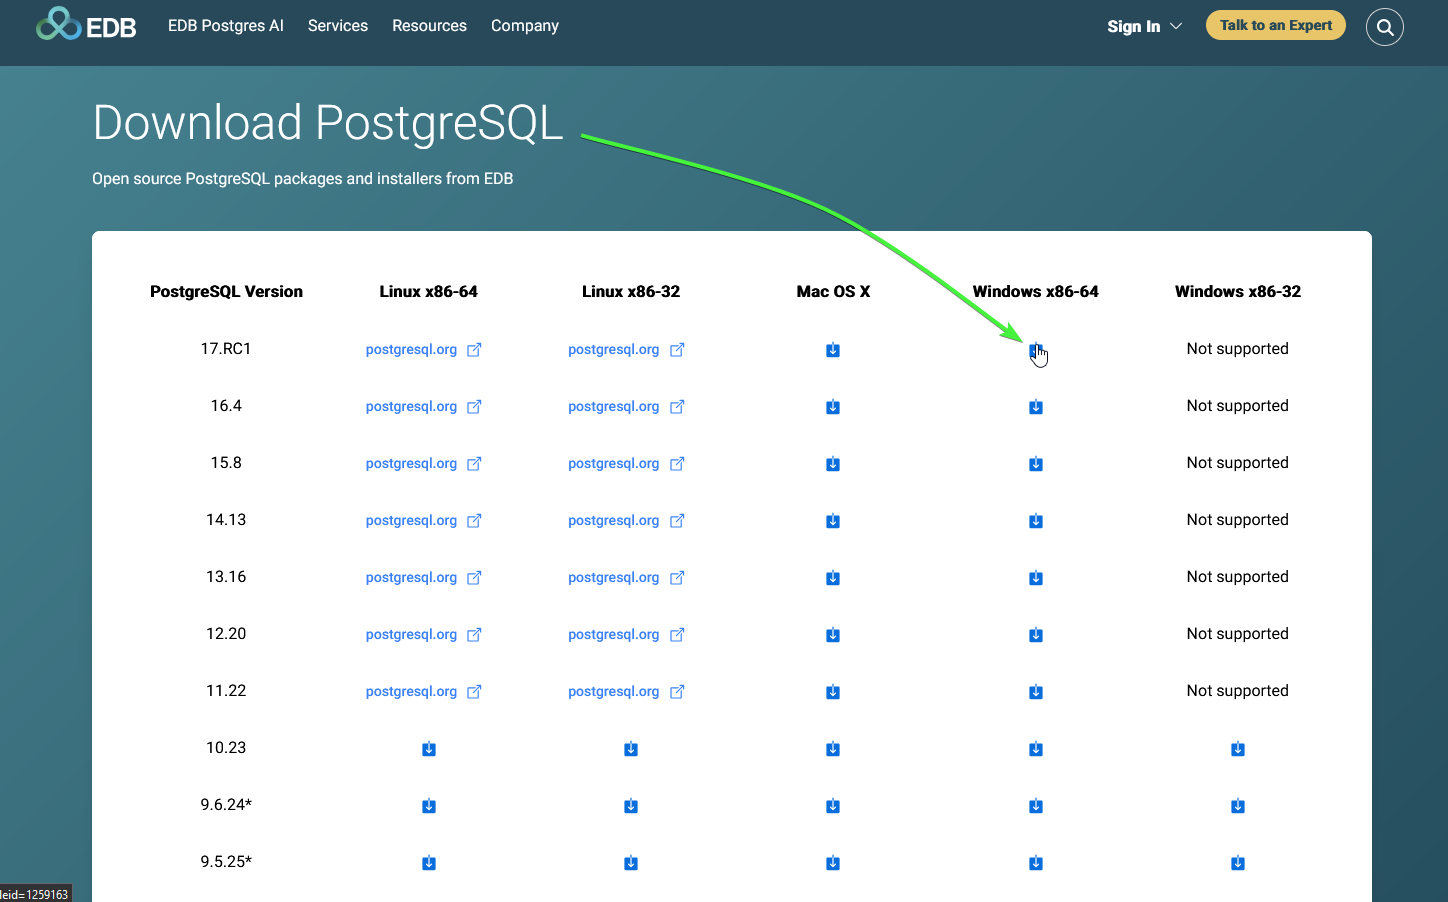 EDB EDB Postgres AI Services Resources Company Sign In Talk to an Expert
Download PostgreSQL
Open source PostgreSQL packages and installers from EDB
PostgreSQL Version Linux x86-64 Linux x86-32 Mac OS X Windows x86-64 Windows x86-32
17.RC1 postgresql.org postgresql.org Not supported
16.4 postgresql.org postgresql.org Not supported
15.8 postgresql.org postgresql.org Not supported
14.13 postgresql.org postgresql.org Not supported
13.16 postgresql.org postgresql.org Not supported
12.20 postgresql.org postgresql.org Not supported
11.22 postgresql.org postgresql.org Not supported
10.23
9.6.24*
9.5.25*
leid=1259163